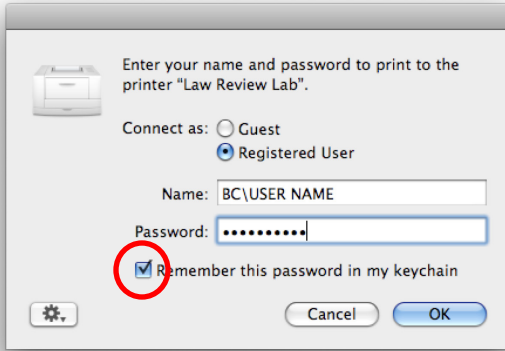 Enter your name and password to print to the
printer “Law Review Lab”.
Connect as: Guest
Registered User
Name: BC\USER NAME
Password: ••••••••••
Remember this password in my keychain
Cancel OK